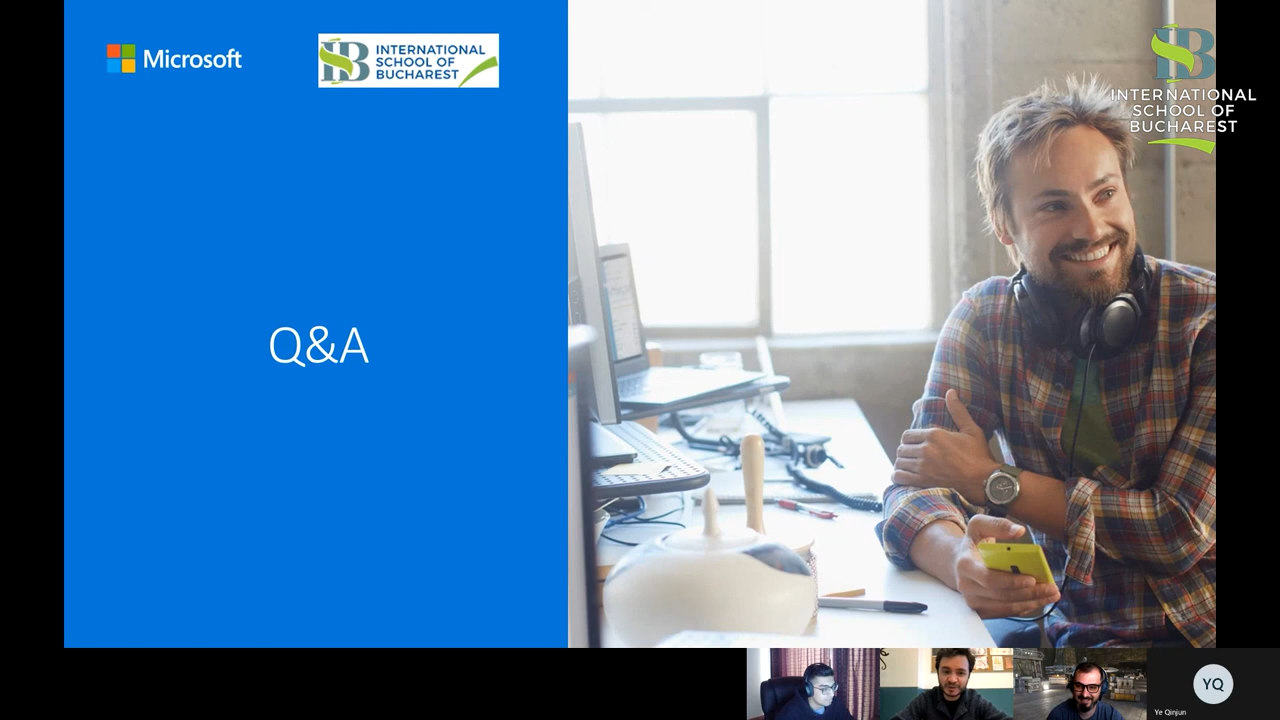 Microsoft
INTERNATIONAL
SCHOOL OF
BUCHAREST
INTERNATIONAL
SCHOOL OF
BUCHAREST
Q&A
YQ
Ye Qinjun